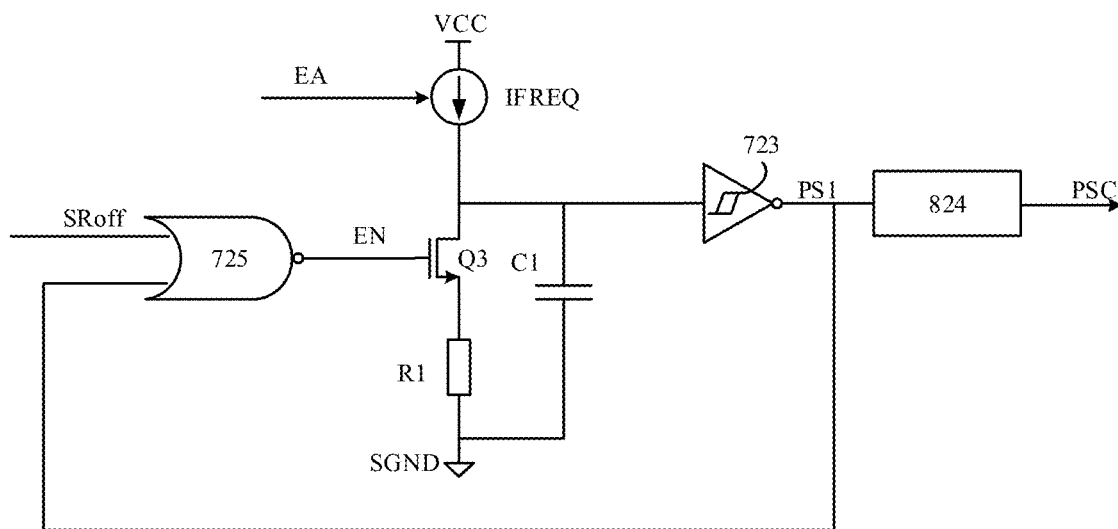 VCC
EA
IFREQ
723
PS1
824
PSC
SRoff
725
EN
Q3
C1
R1
SGND